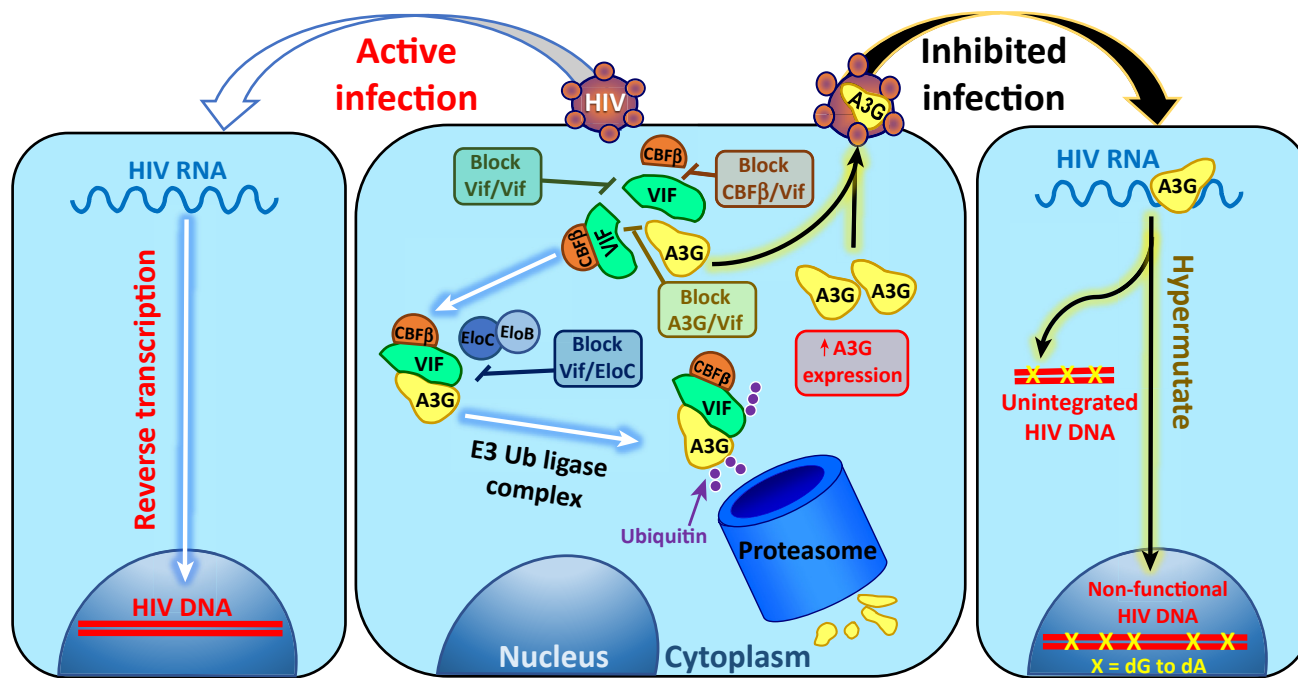 Active
infection
HIV
A3G
Inhibited
infection
HIV RNA
Reverse transcription
HIV DNA
Block
Vif/Vif
CBFβ
VIF
Block
CBFβ/Vif
CBFβ
VIF
A3G
Block
A3G/Vif
A3G
A3G
↑ A3G
expression
CBFβ
VIF
A3G
EloC
EloB
Block
Vif/EloC
E3 Ub ligase
complex
CBFβ
VIF
A3G
Ubiquitin
Proteasome
Nucleus
Cytoplasm
HIV RNA
A3G
Hypermutate
X X X
Unintegrated
HIV DNA
Non-functional
HIV DNA
X X X X X
X = dG to dA